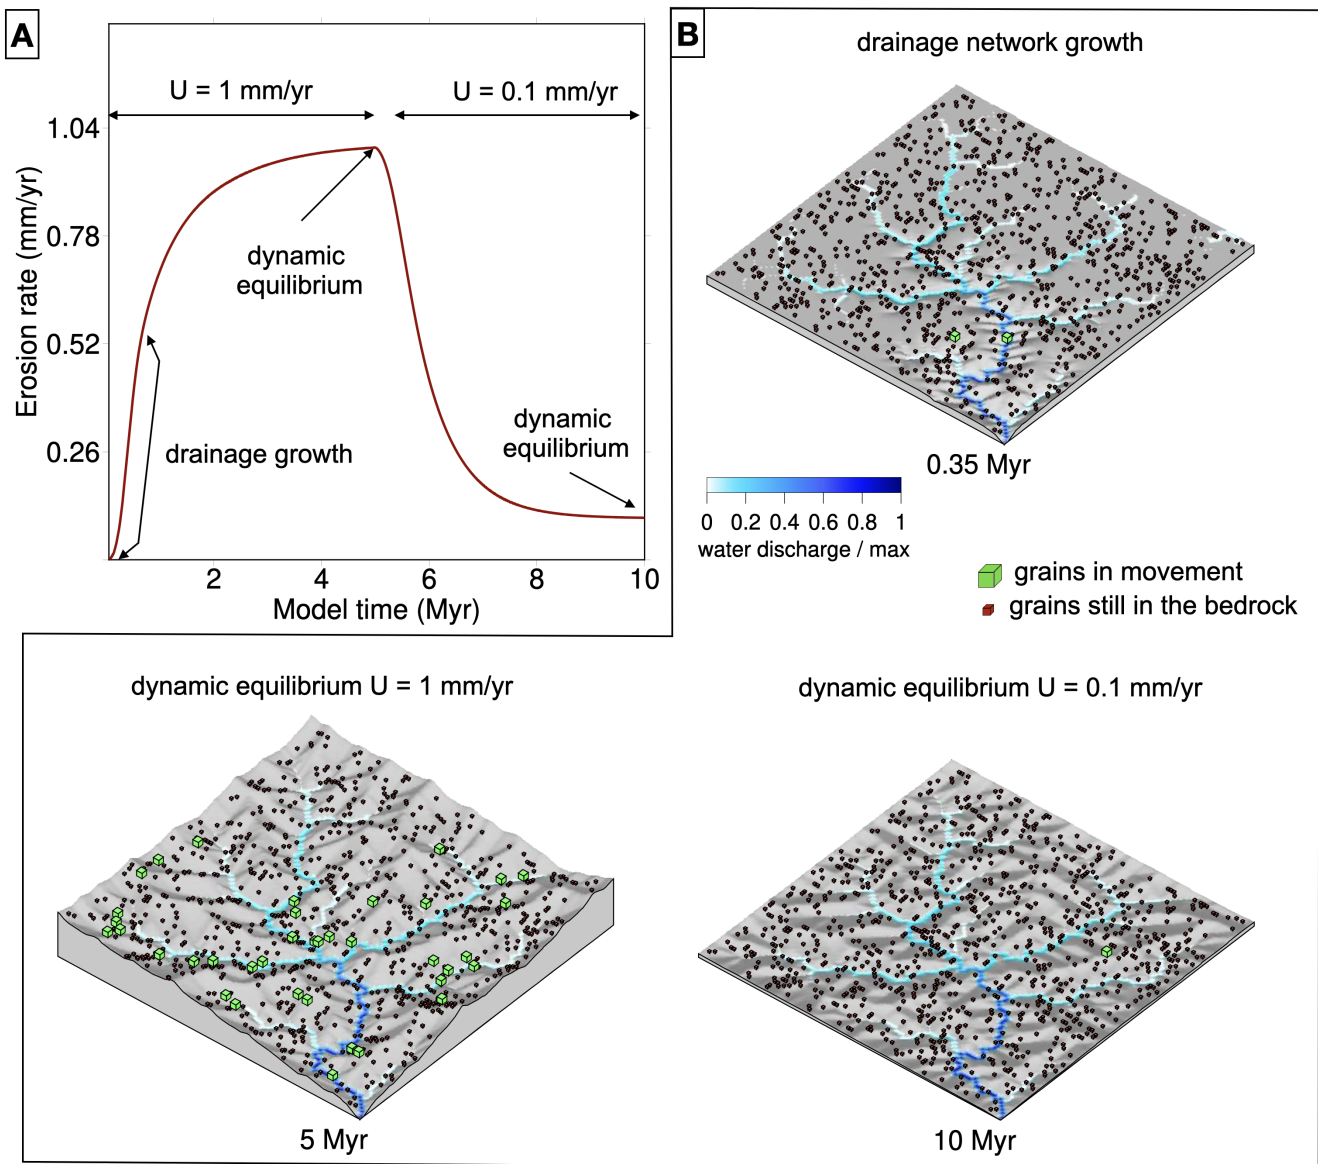 A
U = 1 mm/yr
U = 0.1 mm/yr
1.04
0.78
0.52
0.26
Erosion rate (mm/yr)
dynamic
equilibrium
drainage growth
dynamic
equilibrium
2 4 6 8 10
Model time (Myr)
B
drainage network growth
0.35 Myr
0 0.2 0.4 0.6 0.8 1
water discharge / max
grains in movement
grains still in the bedrock
dynamic equilibrium U = 1 mm/yr
5 Myr
dynamic equilibrium U = 0.1 mm/yr
10 Myr